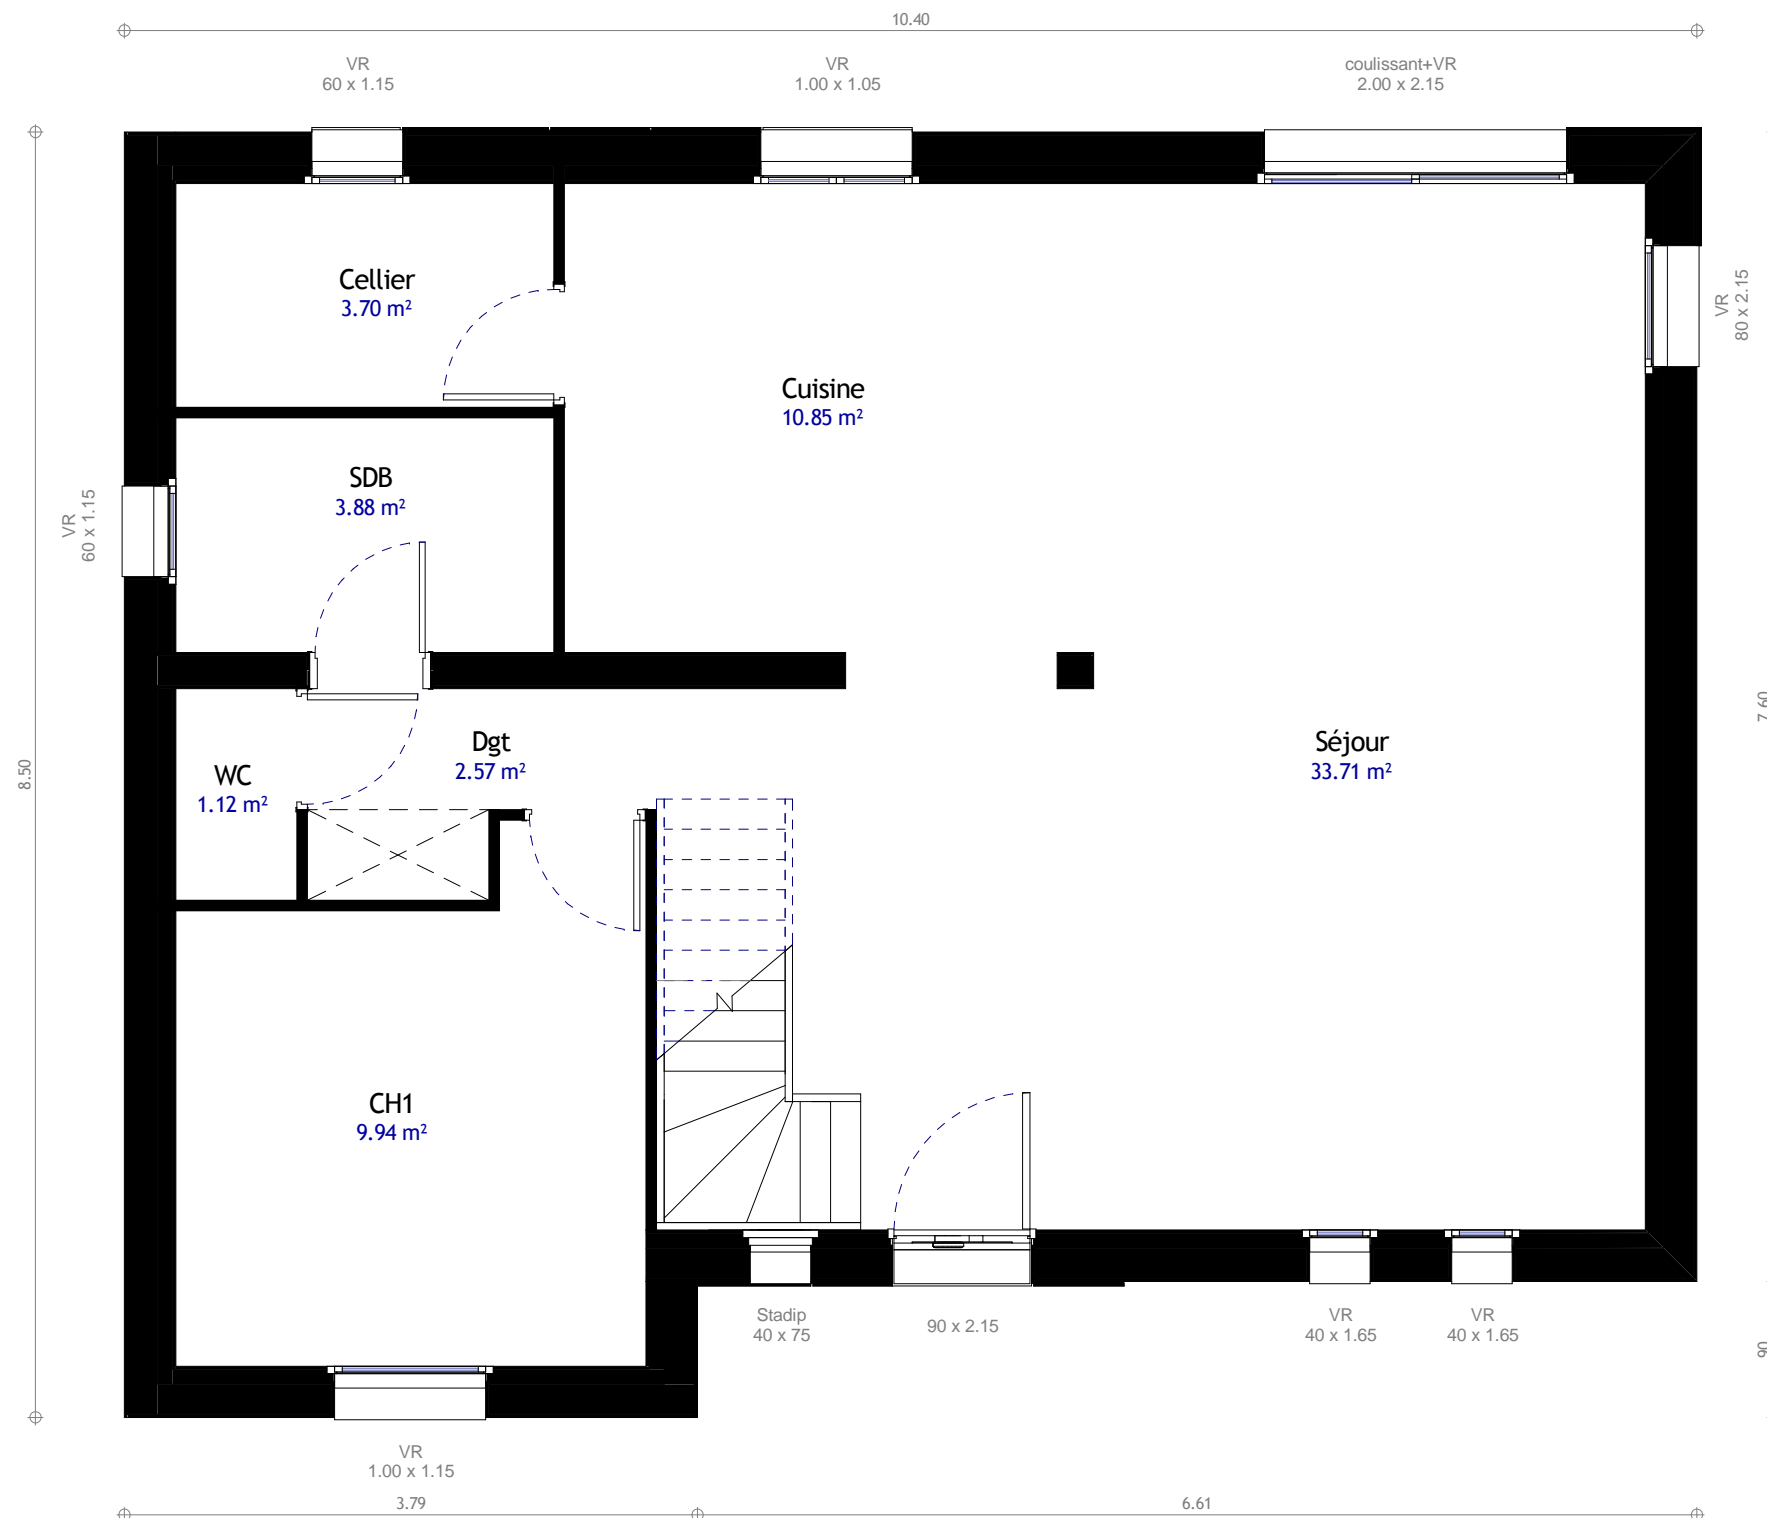 10.40
VR
60 x 1.15
VR
1.00 x 1.05
coulissant+VR
2.00 x 2.15
Cellier
3.70 m²
VR
80 x 2.15
Cuisine
10.85 m²
SDB
3.88 m²
VR
60 x 1.15
7.60
8.50
Dgt
2.57 m²
Séjour
33.71 m²
WC
1.12 m²
CH1
9.94 m²
Stadip
40 x 75
90 x 2.15
VR
40 x 1.65
VR
40 x 1.65
90
VR
1.00 x 1.15
3.79
6.61